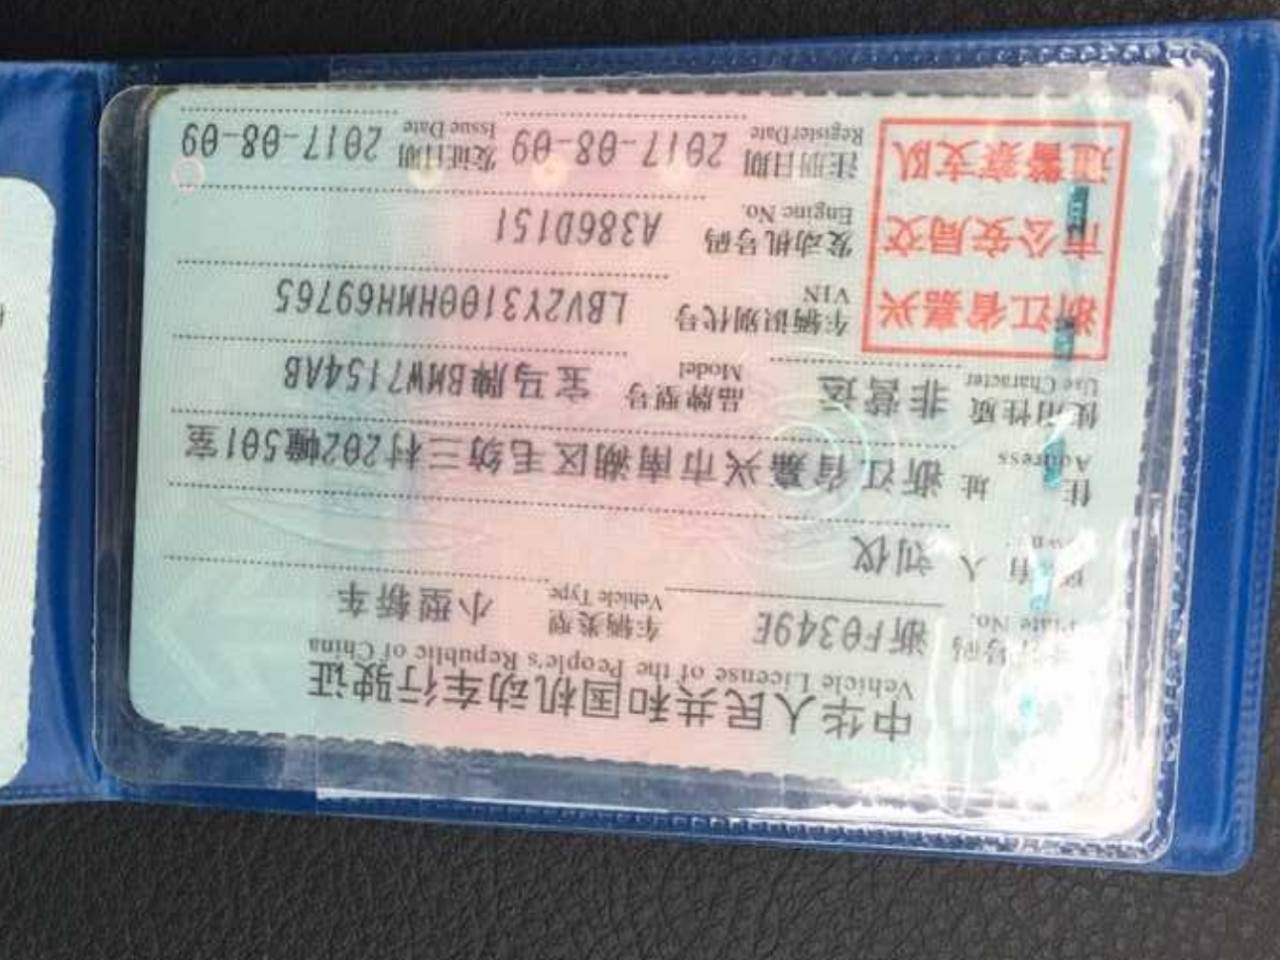 中华人民共和国机动车行驶证
Vehicle License of the People's Republic of China
号码 浙F0349E 车辆类型 小型轿车
Plate No. Vehicle Type
所有人 刘仪
住址 浙江省嘉兴市南湖区毛纺三村202幢501室
Address
使用性质 非营运 品牌型号 宝马牌BMW7154AB
Use Character Model
浙江省嘉兴
市公安局交
通警察支队
车辆识别代号 LBV2Y3100HMH69765
VIN
发动机号码 A386D151
Engine No.
注册日期 2017-08-09 发证日期 2017-08-09
Register Date Issue Date